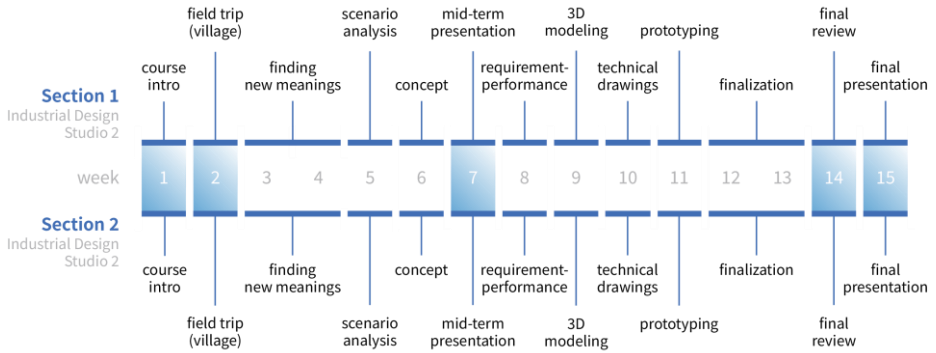 field trip
(village)
scenario
analysis
mid-term
presentation
3D
modeling
prototyping
final
review
course
intro
finding
new meanings
concept
requirement-
performance
technical
drawings
finalization
final
presentation
Section 1
Industrial Design
Studio 2
week 1 2 3 4 5 6 7 8 9 10 11 12 13 14 15
Section 2
Industrial Design
Studio 2
course
intro
finding
new meanings
concept
requirement-
performance
technical
drawings
finalization
final
presentation
field trip
(village)
scenario
analysis
mid-term
presentation
3D
modeling
prototyping
final
review